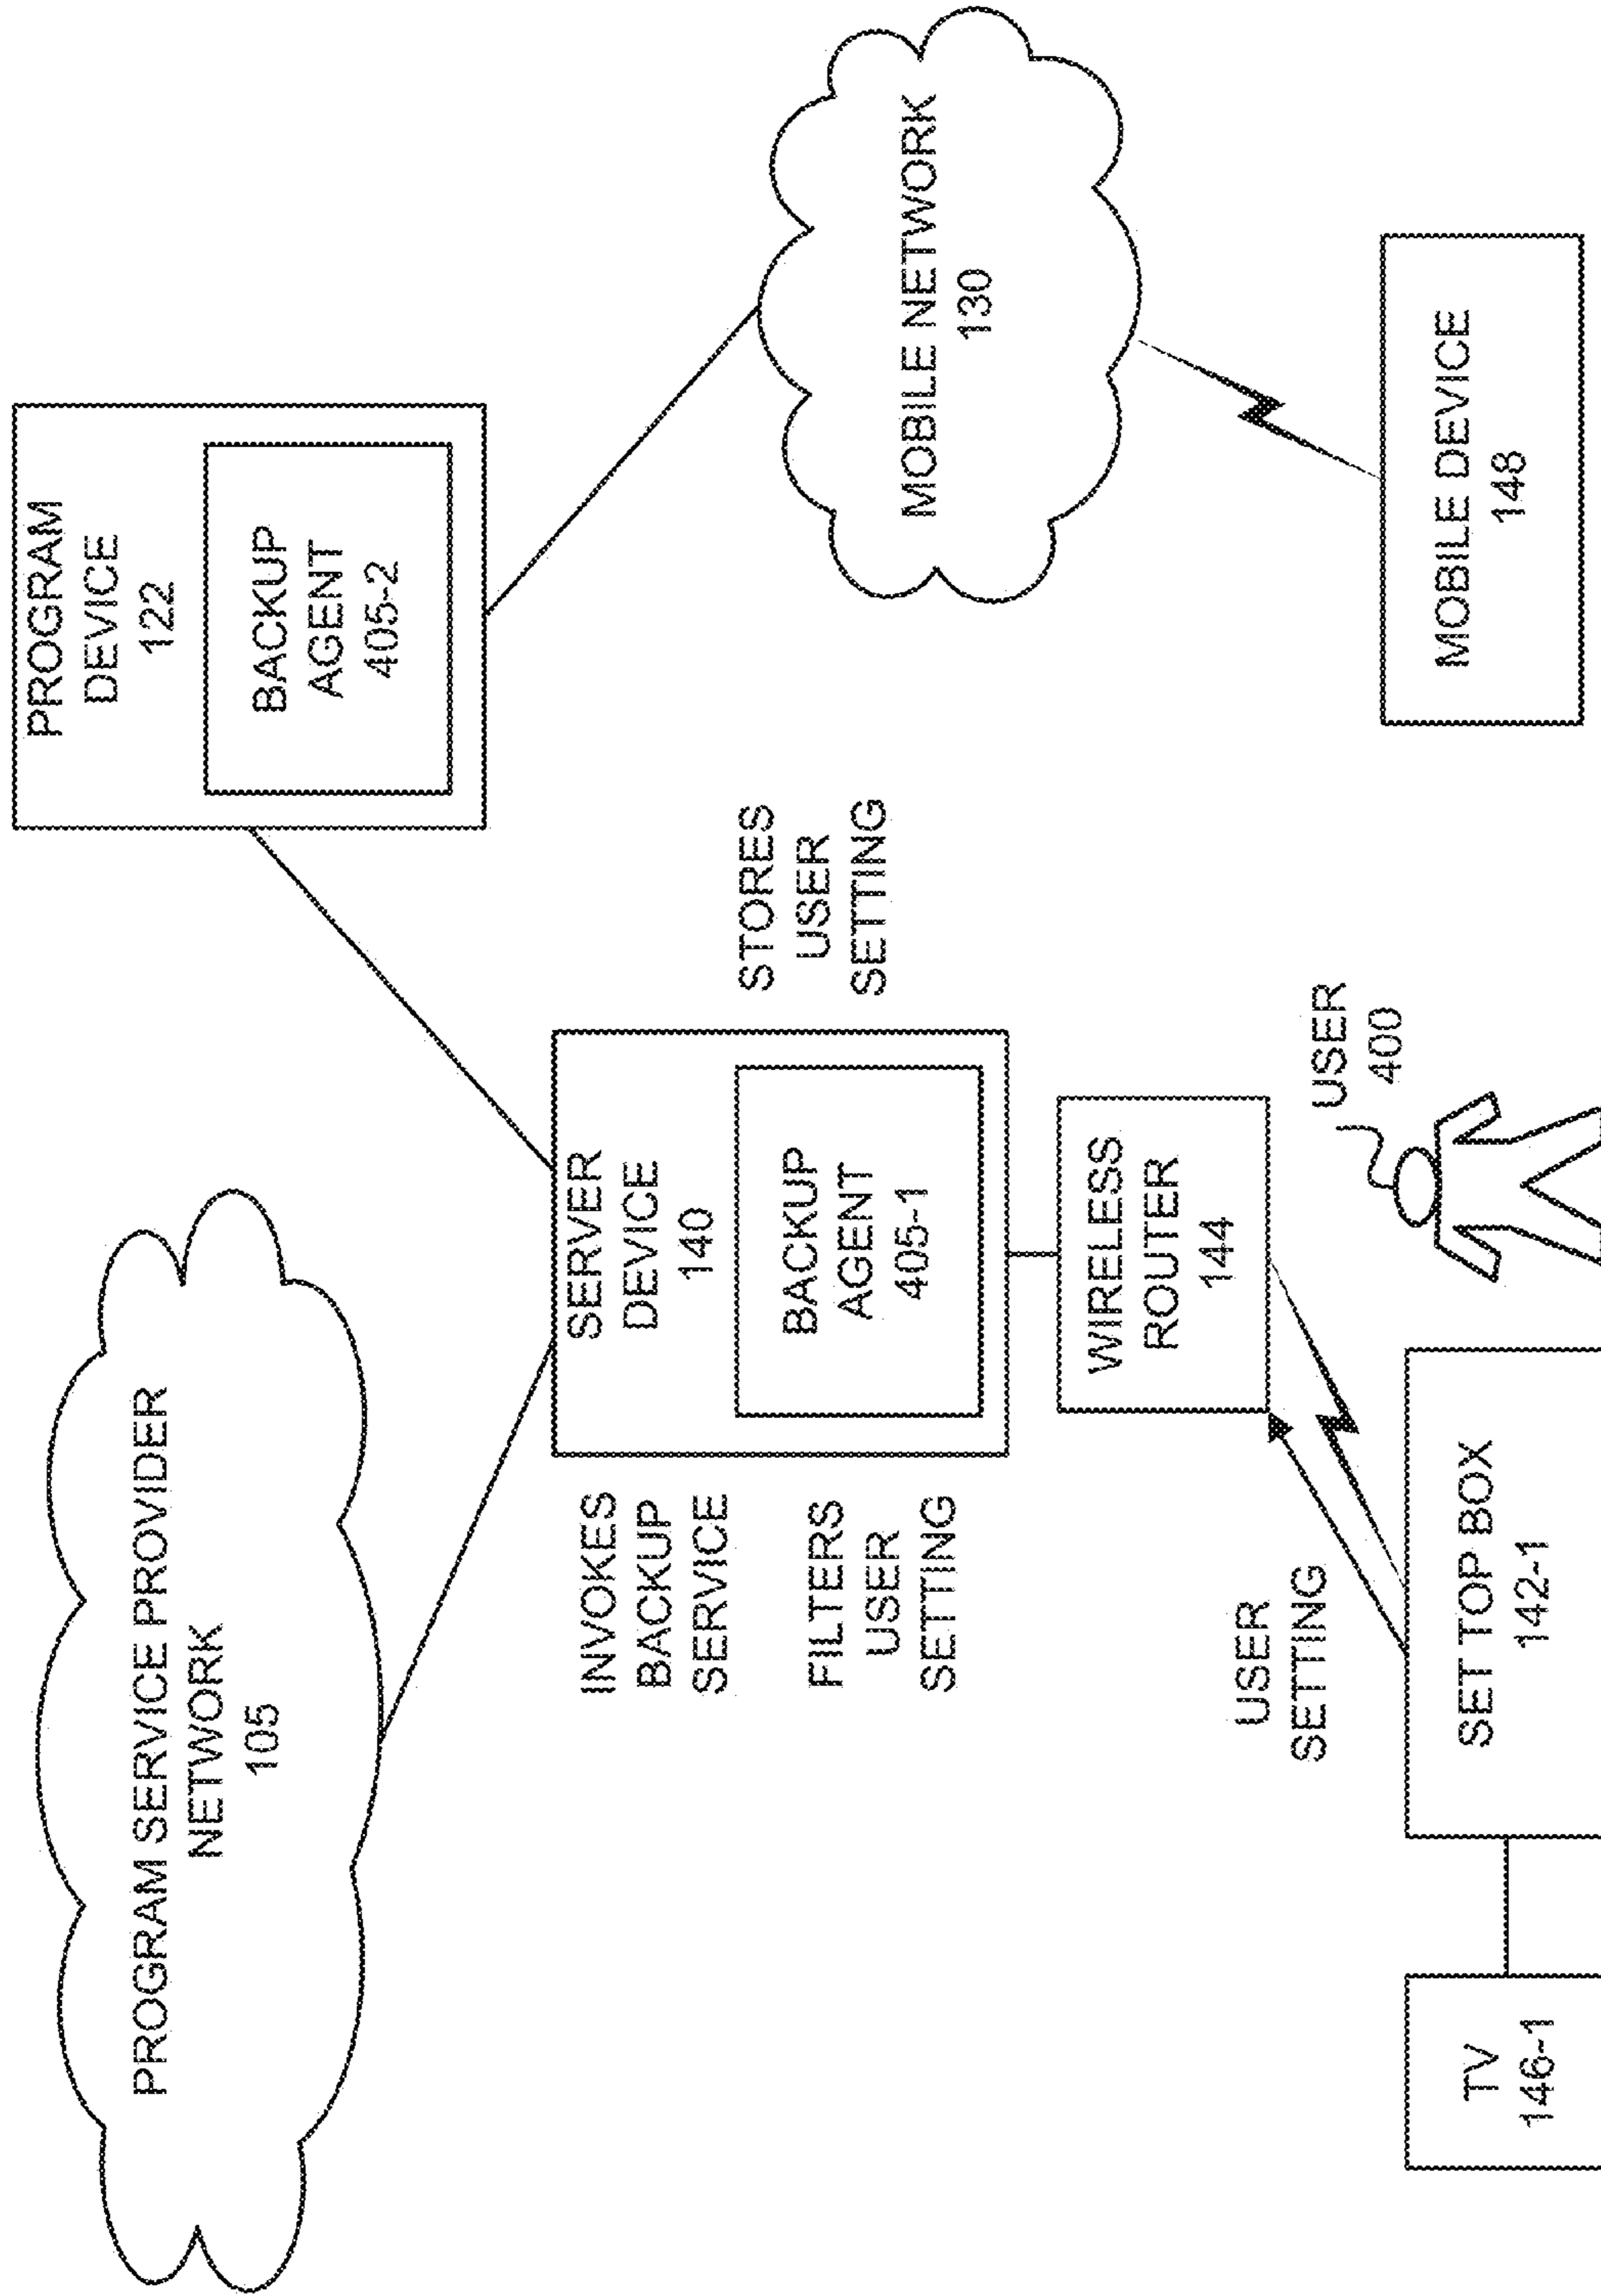 PROGRAM SERVICE PROVIDER
NETWORK
105
PROGRAM
DEVICE
122
BACKUP
AGENT
405-2
INVOKES
BACKUP
SERVICE
FILTERS
USER
SETTING
SERVER
DEVICE
140
BACKUP
AGENT
405-1
STORES
USER
SETTING
MOBILE NETWORK
130
WIRELESS
ROUTER
144
USER
SETTING
USER
400
TV
146-1
SET TOP BOX
142-1
MOBILE DEVICE
148